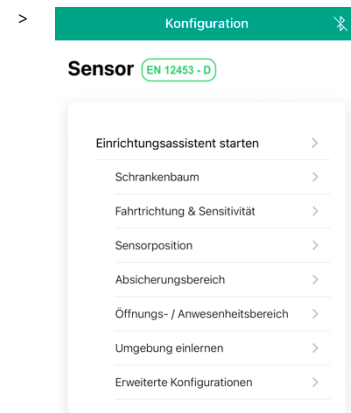 >
Konfiguration
Sensor EN 12453 - D
Einrichtungsassistent starten
Schrankenbaum
Fahrtrichtung & Sensitivität
Sensorposition
Absicherungsbereich
Öffnungs- / Anwesenheitsbereich
Umgebung einlernen
Erweiterte Konfigurationen